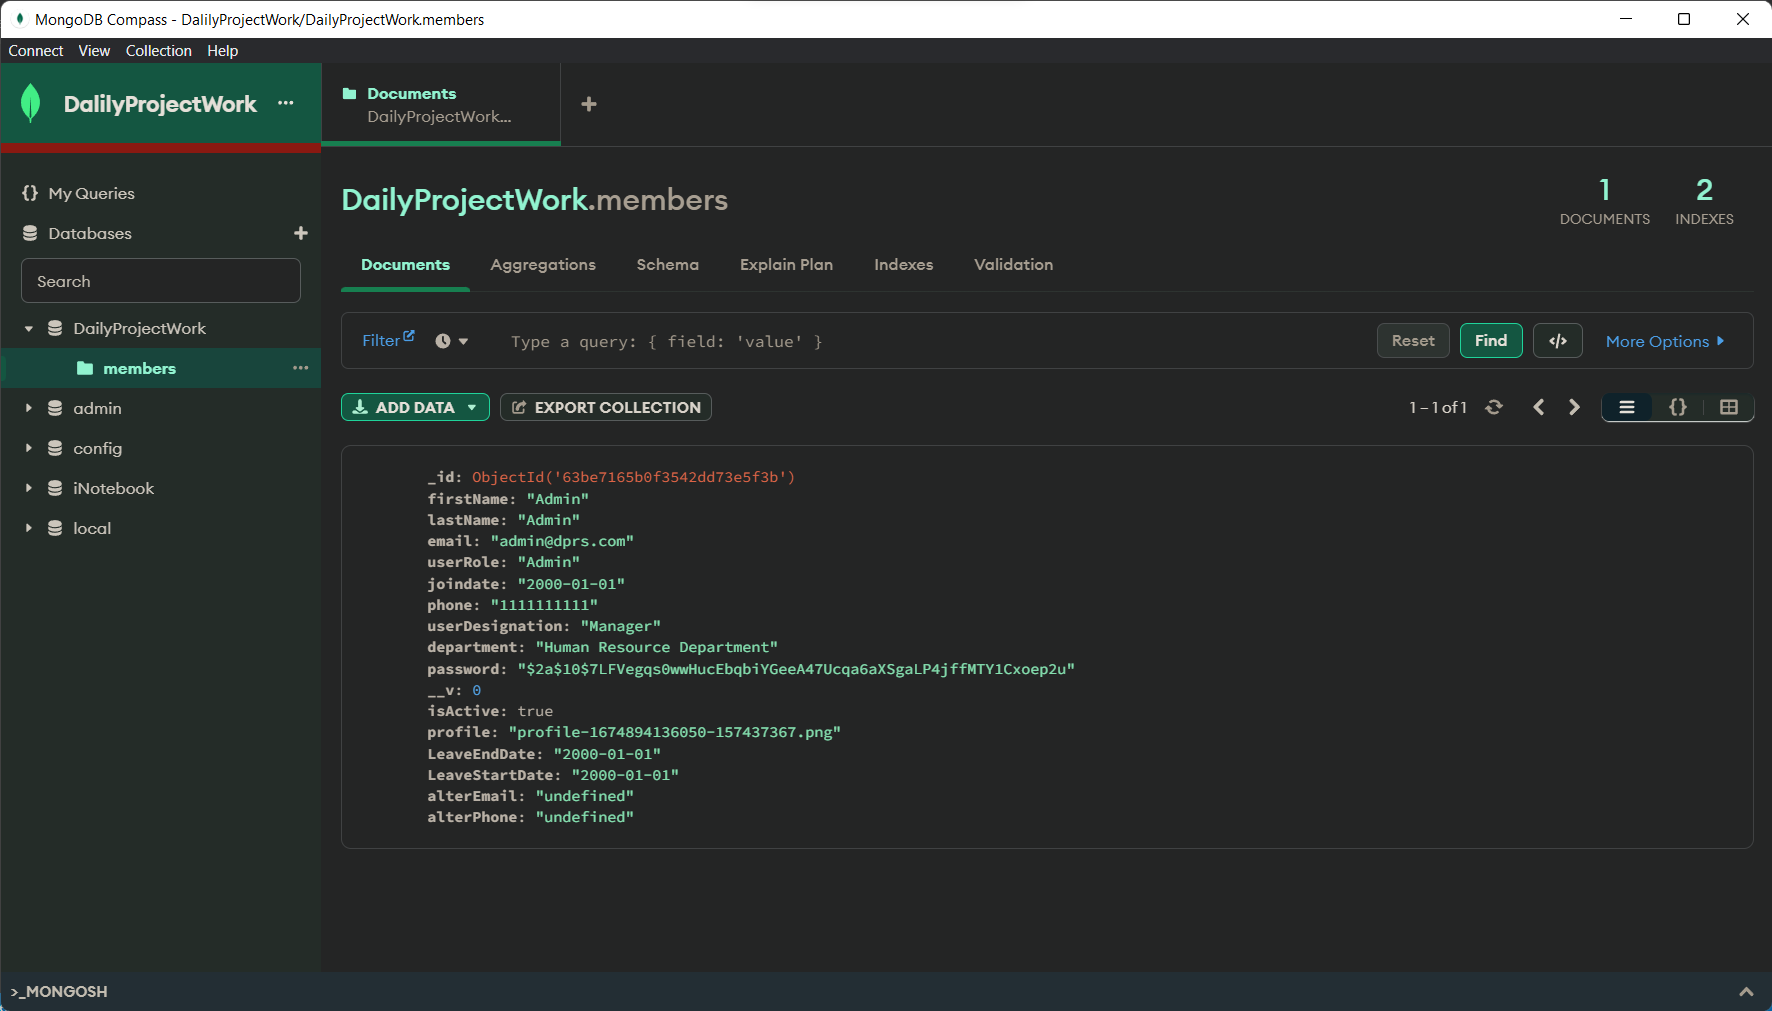 MongoDB Compass - DalilyProjectWork/DailyProjectWork.members
Connect View Collection Help
DalilyProjectWork ...
Documents
DailyProjectWork...
My Queries
Databases
Search
DailyProjectWork
members
admin
config
iNotebook
local
DailyProjectWork.members
1
DOCUMENTS
2
INDEXES
Documents Aggregations Schema Explain Plan Indexes Validation
Filter Type a query: { field: 'value' } Reset Find </> More Options
ADD DATA EXPORT COLLECTION 1 – 1 of 1 {}
_id: ObjectId('63be7165b0f3542dd73e5f3b')
firstName: "Admin"
lastName: "Admin"
email: "admin@dprs.com"
userRole: "Admin"
joindate: "2000-01-01"
phone: "1111111111"
userDesignation: "Manager"
department: "Human Resource Department"
password: "$2a$10$7LFVegqs0wwHucEbqbiYGeeA47Ucqa6aXSgaLP4jffMTY1Cxoep2u"
__v: 0
isActive: true
profile: "profile-1674894136050-157437367.png"
LeaveEndDate: "2000-01-01"
LeaveStartDate: "2000-01-01"
alterEmail: "undefined"
alterPhone: "undefined"
>_MONGOSH